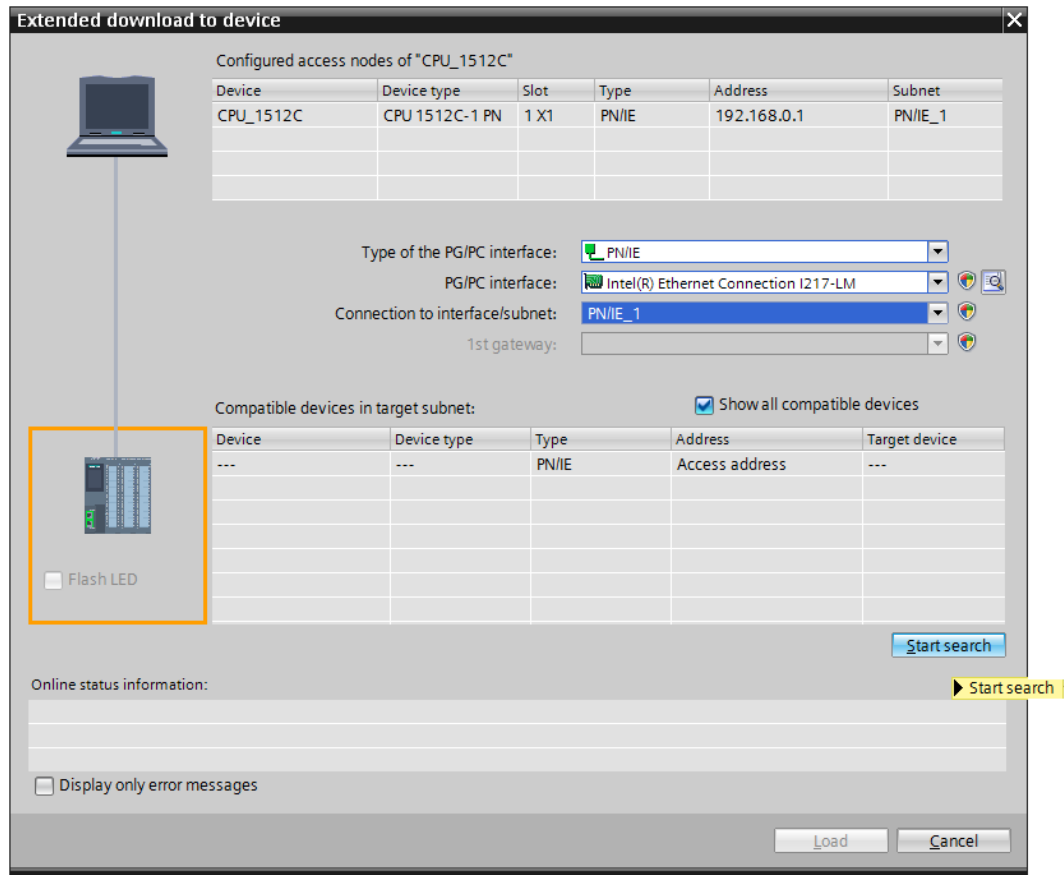 Extended download to device
Configured access nodes of "CPU_1512C"
Device Device type Slot Type Address Subnet
CPU_1512C CPU 1512C-1 PN 1 X1 PN/IE 192.168.0.1 PN/IE_1
Type of the PG/PC interface: PN/IE
PG/PC interface: Intel(R) Ethernet Connection I217-LM
Connection to interface/subnet: PN/IE_1
1st gateway:
Compatible devices in target subnet: Show all compatible devices
Device Device type Type Address Target device
--- --- PN/IE Access address ---
Flash LED
Start search
Online status information:
Start search
Display only error messages
Load Cancel